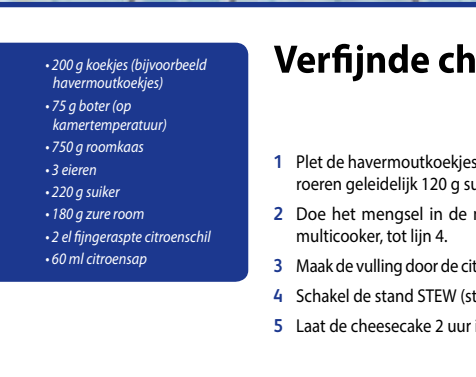 • 200 g koekjes (bijvoorbeeld
havermoutkoekjes)
• 75 g boter (op
kamertemperatuur)
• 750 g roomkaas
• 3 eieren
• 220 g suiker
• 180 g zure room
• 2 el fijngeraspte citroenschil
• 60 ml citroensap
Verfijnde ch
1 Plet de havermoutkoekjes
roeren geleidelijk 120 g su
2 Doe het mengsel in de
multicooker, tot lijn 4.
3 Maak de vulling door de cit
4 Schakel de stand STEW (st
5 Laat de cheesecake 2 uur